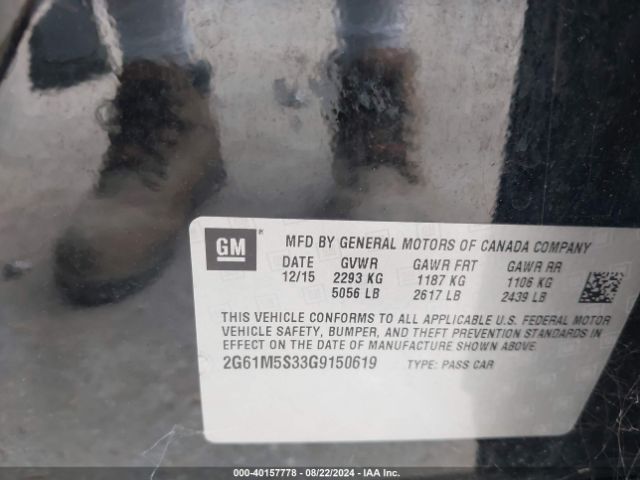 GM
MFD BY GENERAL MOTORS OF CANADA COMPANY
DATE GVWR GAWR FRT GAWR RR
12/15 2293 KG 1187 KG 1106 KG
5056 LB 2617 LB 2439 LB
THIS VEHICLE CONFORMS TO ALL APPLICABLE U.S. FEDERAL MOTOR
VEHICLE SAFETY, BUMPER, AND THEFT PREVENTION STANDARDS IN
EFFECT ON THE DATE OF MANUFACTURE SHOWN ABOVE.
2G61M5S33G9150619 TYPE: PASS CAR
000-40157778 - 08/22/2024 - IAA Inc.